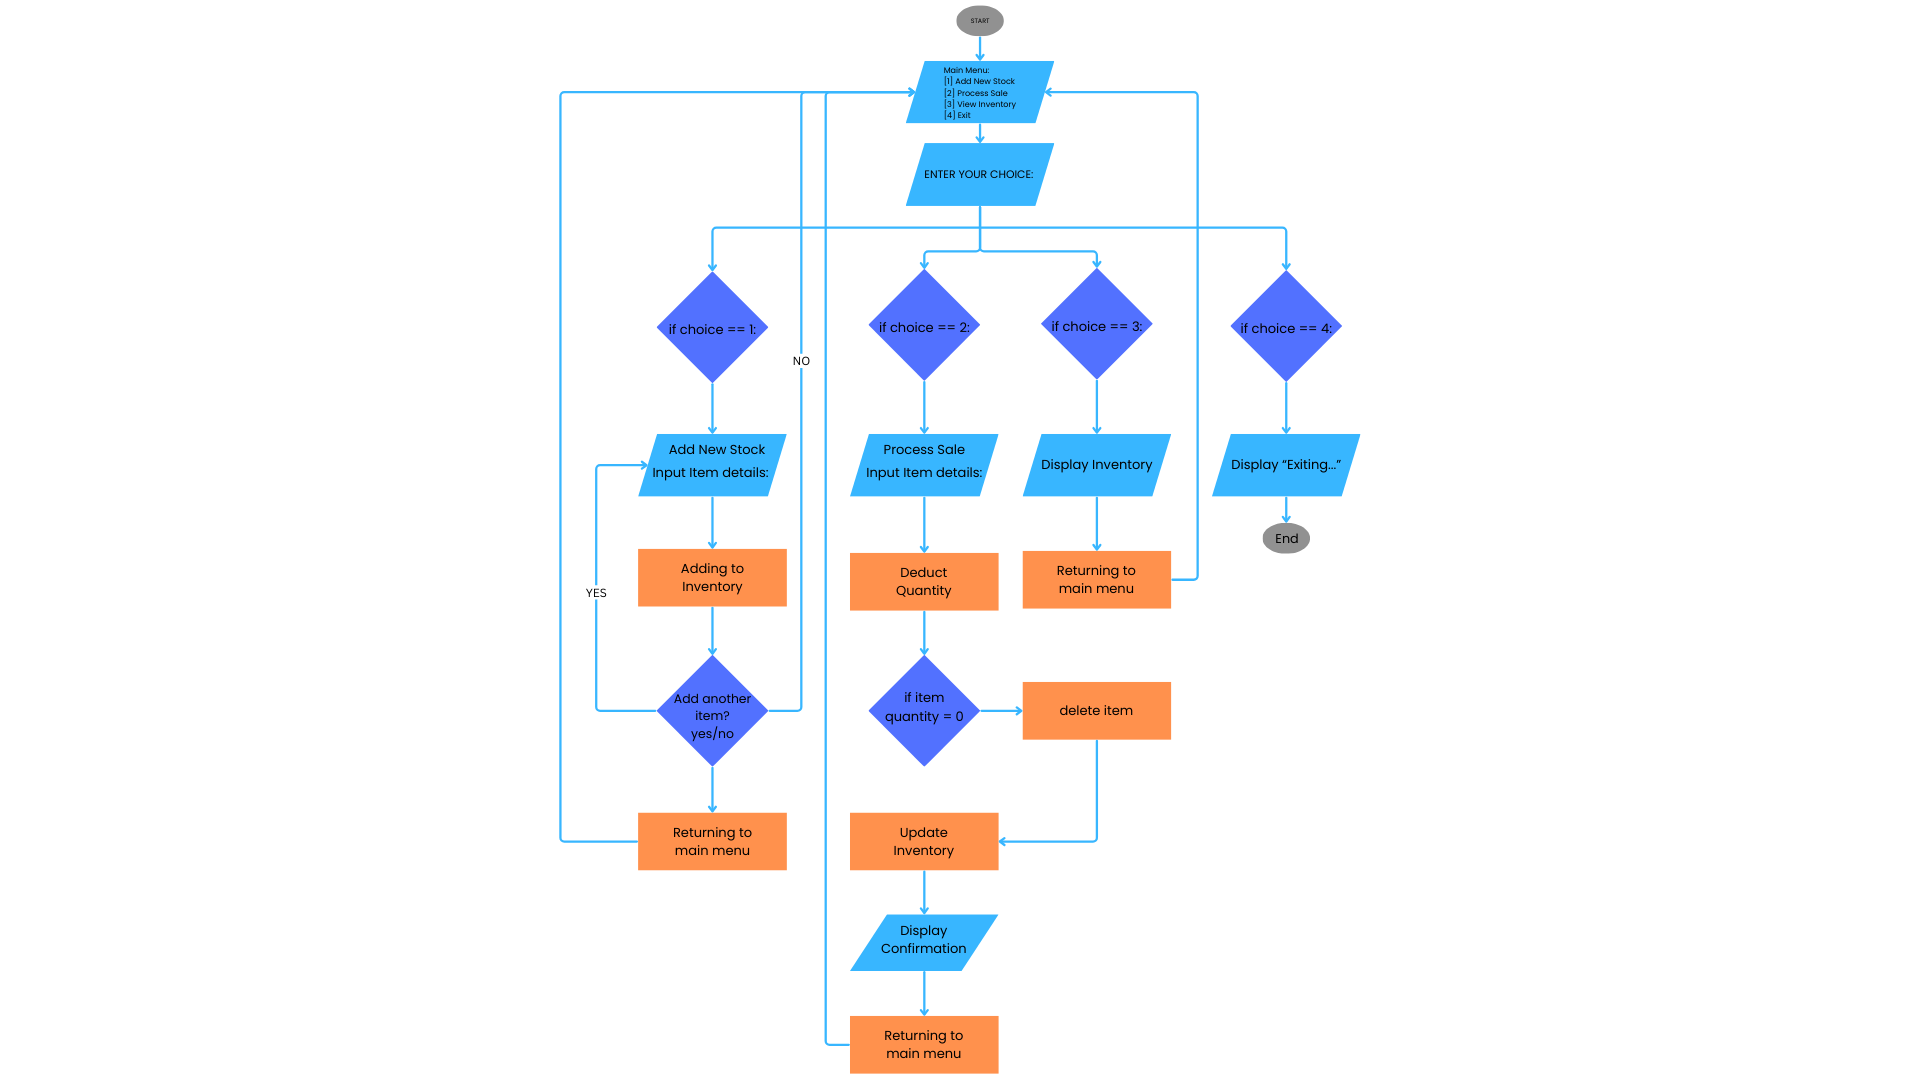 START
Main Menu:
[1] Add New Stock
[2] Process Sale
[3] View Inventory
[4] Exit
ENTER YOUR CHOICE:
if choice == 1:
if choice == 2:
if choice == 3:
if choice == 4:
NO
Add New Stock
Input Item details:
Process Sale
Input Item details:
Display Inventory
Display “Exiting...”
End
Adding to
Inventory
Deduct
Quantity
Returning to
main menu
YES
Add another
item?
yes/no
if item
quantity = 0
delete item
Returning to
main menu
Update
Inventory
Display
Confirmation
Returning to
main menu